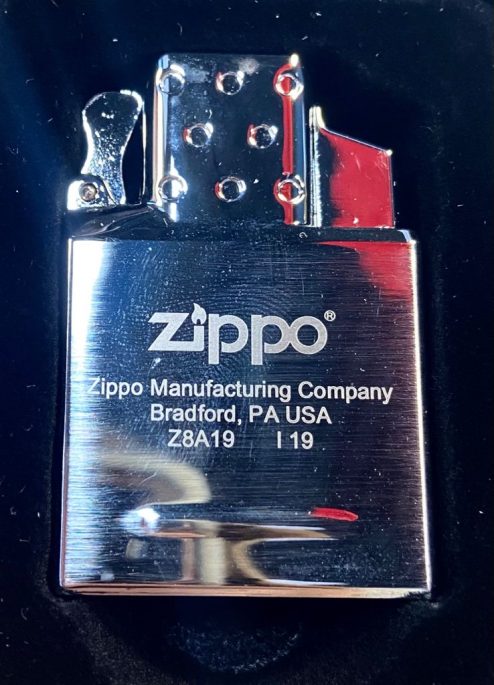 zippo®
Zippo Manufacturing Company
Bradford, PA USA
Z8A19 I 19